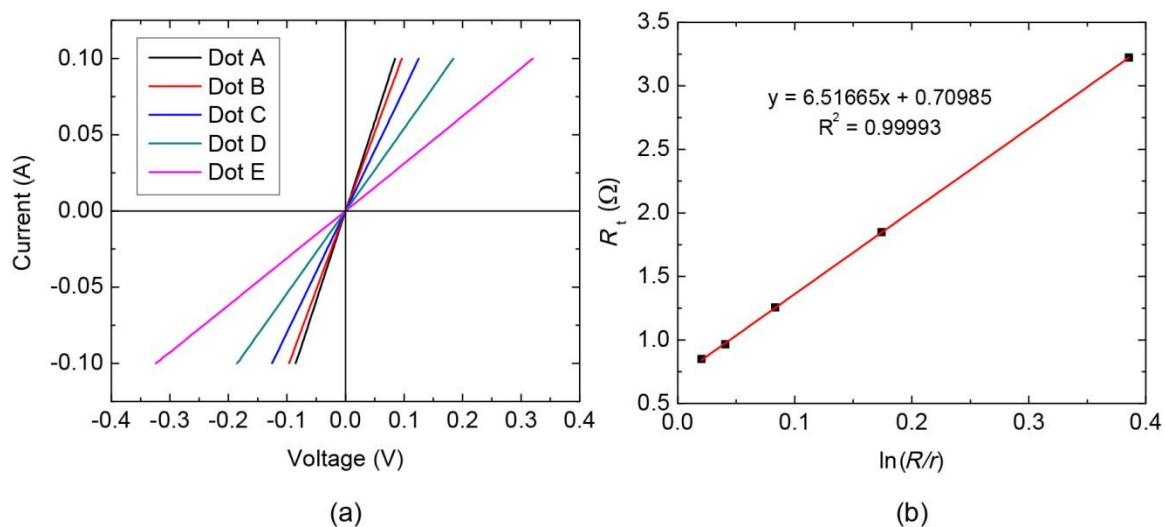 0.10
0.05
0.00
-0.05
-0.10
Current (A)
Dot A
Dot B
Dot C
Dot D
Dot E
-0.4 -0.3 -0.2 -0.1 0.0 0.1 0.2 0.3 0.4
Voltage (V)
(a)
3.5
3.0
2.5
2.0
1.5
1.0
0.5
R_t (Ω)
y = 6.51665x + 0.70985
R² = 0.99993
0.0 0.1 0.2 0.3 0.4
ln(R/r)
(b)